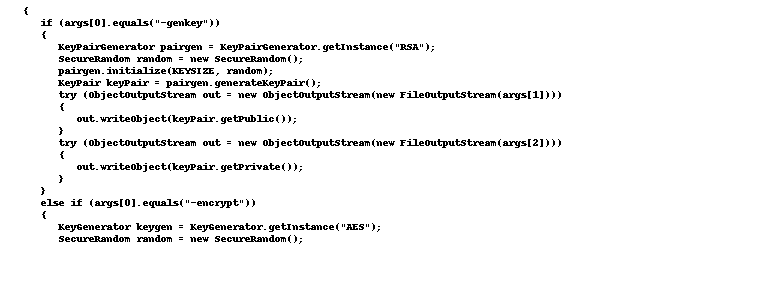 {
if (args[0].equals("-genkey"))
{
KeyPairGenerator pairgen = KeyPairGenerator.getInstance("RSA");
SecureRandom random = new SecureRandom();
pairgen.initialize(KEYSIZE, random);
KeyPair keyPair = pairgen.generateKeyPair();
try (ObjectOutputStream out = new ObjectOutputStream(new FileOutputStream(args[1])))
{
out.writeObject(keyPair.getPublic());
}
try (ObjectOutputStream out = new ObjectOutputStream(new FileOutputStream(args[2])))
{
out.writeObject(keyPair.getPrivate());
}
}
else if (args[0].equals("-encrypt"))
{
KeyGenerator keygen = KeyGenerator.getInstance("AES");
SecureRandom random = new SecureRandom();